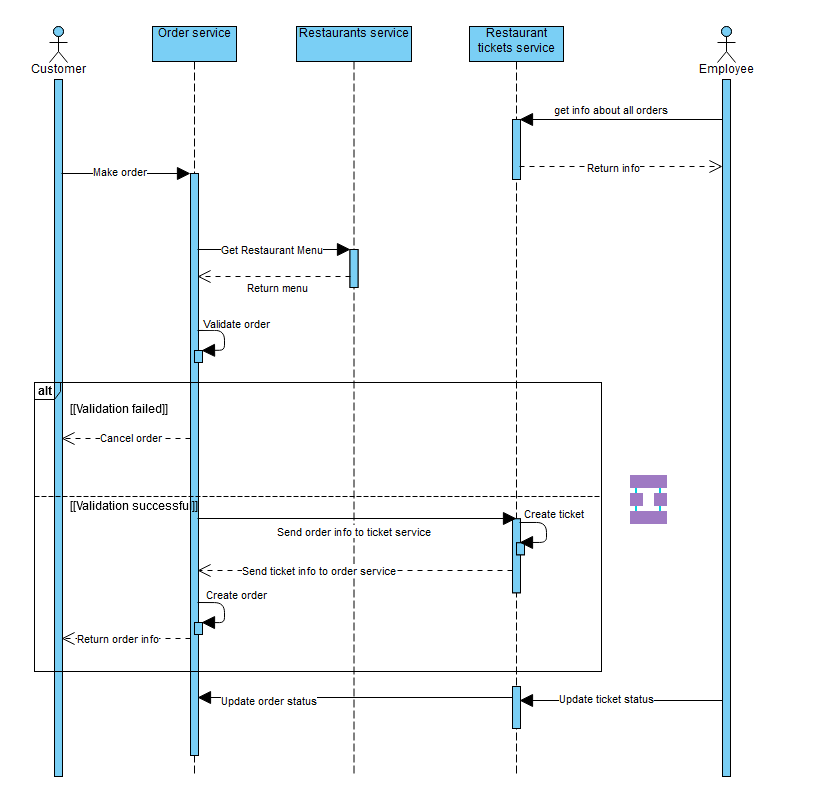 Order service
Restaurants service
Restaurant
tickets service
Customer
Employee
get info about all orders
Return info
Make order
Get Restaurant Menu
Return menu
Validate order
alt
[[Validation failed]]
Cancel order
[[Validation successful]]
Create ticket
Send order info to ticket service
Send ticket info to order service
Create order
Return order info
Update order status
Update ticket status